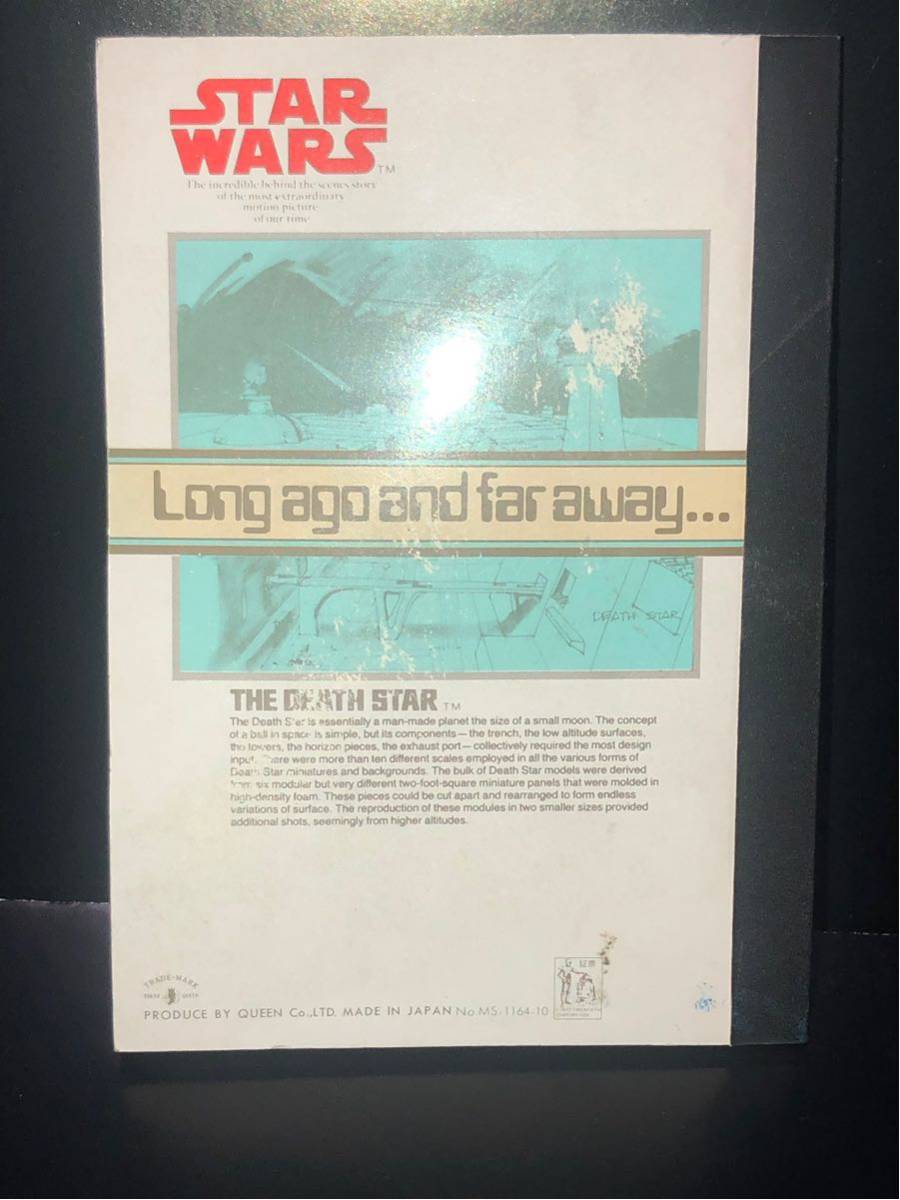 STAR
WARS TM
The incredible behind the scenes story
of the most extraordinary
motion picture
of our time
Long ago and far away...
DEATH STAR
THE DEATH STAR TM
The Death Star is essentially a man-made planet the size of a small moon. The concept
of a ball in space is simple, but its components—the trench, the low altitude surfaces,
the towers, the horizon pieces, the exhaust port—collectively required the most design
input. There were more than ten different scales employed in all the various forms of
Death Star miniatures and backgrounds. The bulk of Death Star models were derived
from six modular but very different two-foot-square miniature panels that were molded in
high-density foam. These pieces could be cut apart and rearranged to form endless
variations of surface. The reproduction of these modules in two smaller sizes provided
additional shots, seemingly from higher altitudes.
TRADE-MARK
QUEEN
証票
PRODUCE BY QUEEN Co.,LTD. MADE IN JAPAN No.MS-1164-10